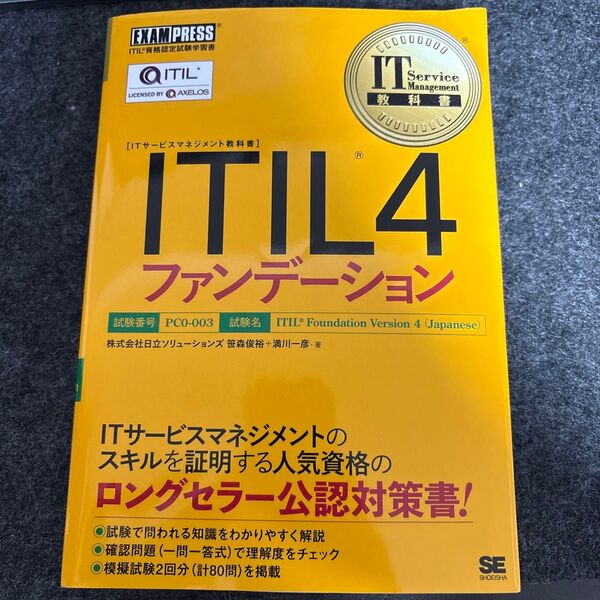 EXAMPRESS®
ITIL®資格認定試験学習書
ITIL®
LICENSED BY AXELOS
IT Service Management ®
教科書
[ITサービスマネジメント教科書]
ITIL®4
ファンデーション
試験番号 PC0-003 試験名 ITIL® Foundation Version 4 (Japanese)
株式会社日立ソリューションズ 笹森俊裕+満川一彦・著
ITサービスマネジメントの
スキルを証明する人気資格の
ロングセラー公認対策書!
●試験で問われる知識をわかりやすく解説
●確認問題(一問一答式)で理解度をチェック
●模擬試験2回分(計80問)を掲載
SE
SHOEISHA